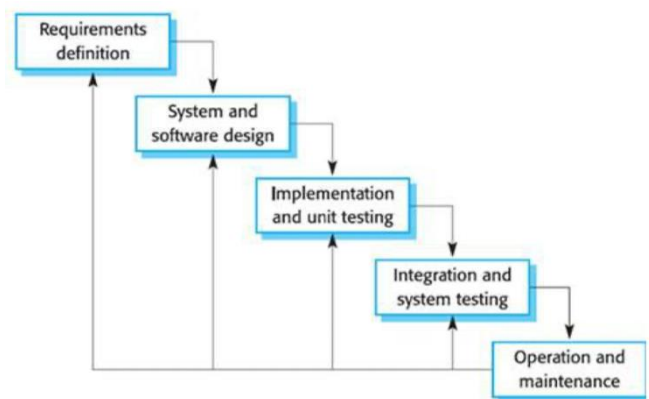 Requirements
definition
System and
software design
Implementation
and unit testing
Integration and
system testing
Operation and
maintenance